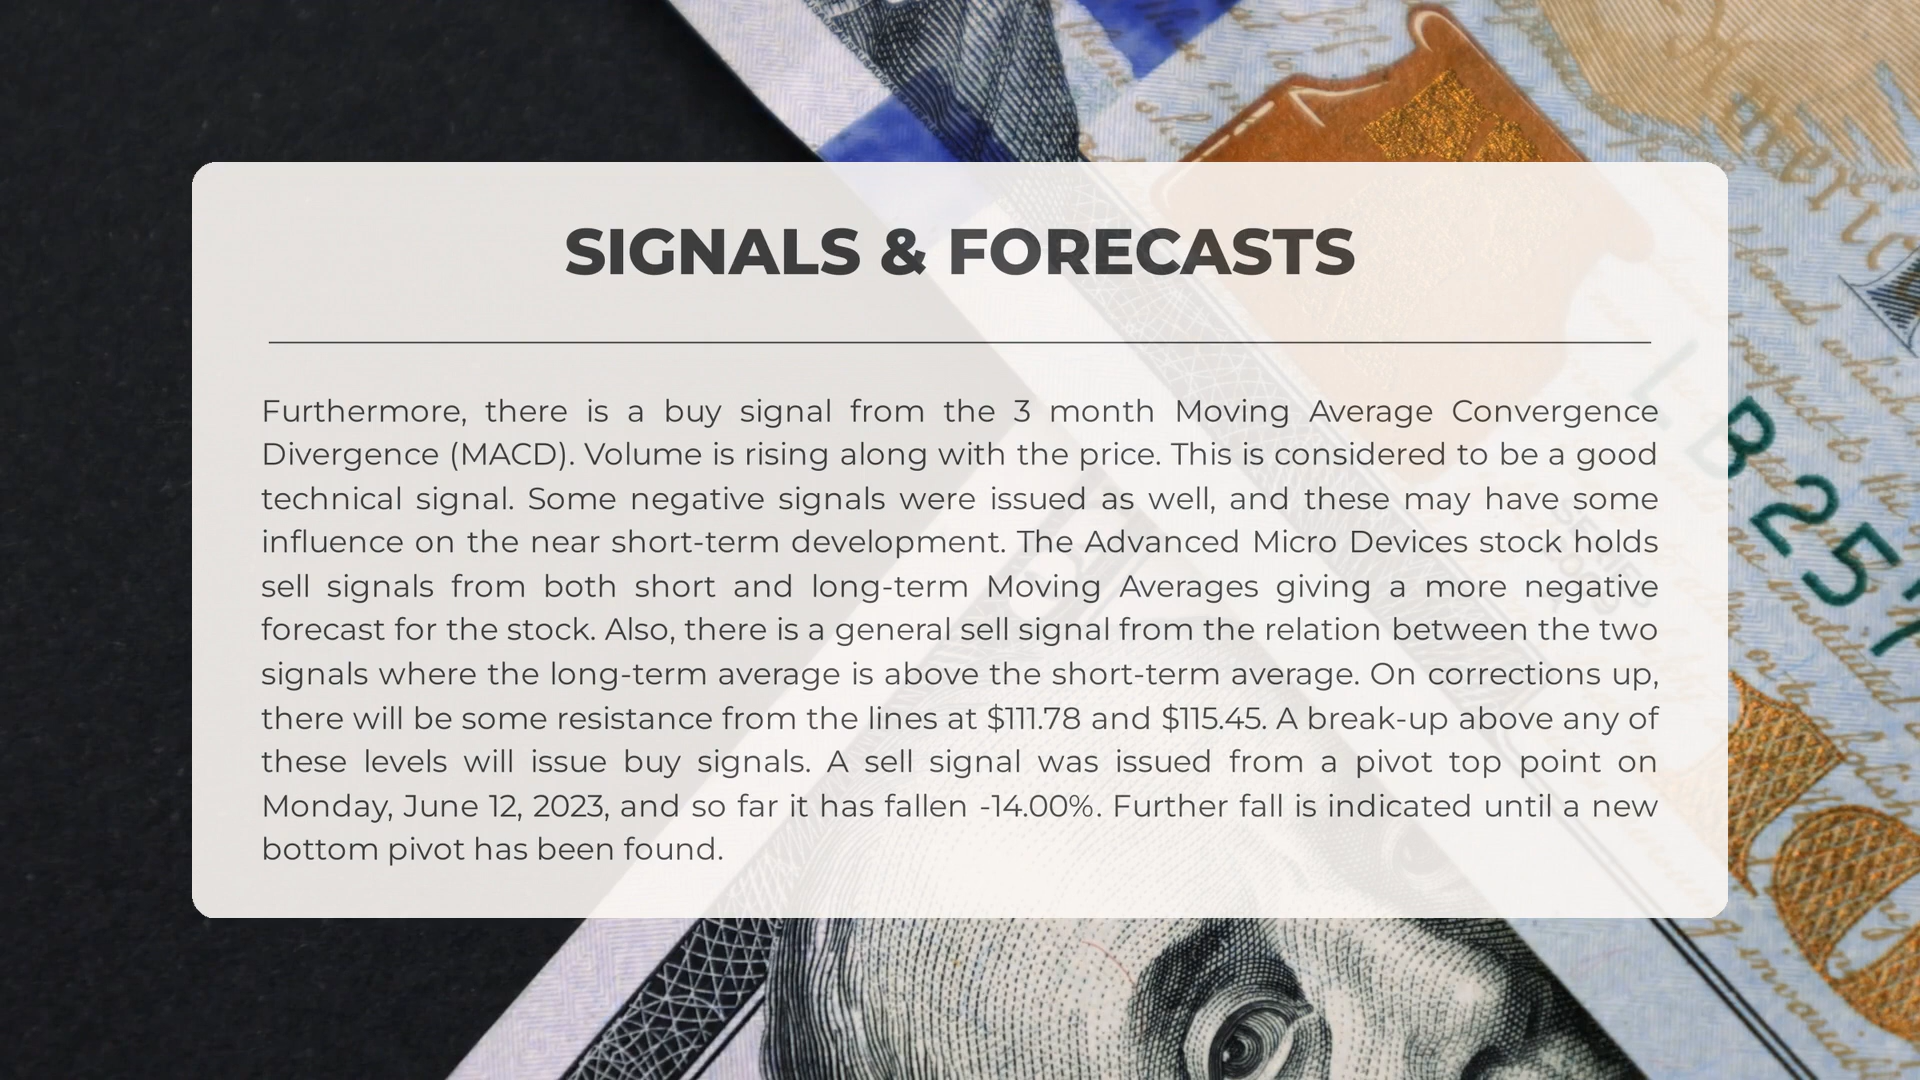 SIGNALS & FORECASTS
Furthermore, there is a buy signal from the 3 month Moving Average Convergence
Divergence (MACD). Volume is rising along with the price. This is considered to be a good
technical signal. Some negative signals were issued as well, and these may have some
influence on the near short-term development. The Advanced Micro Devices stock holds
sell signals from both short and long-term Moving Averages giving a more negative
forecast for the stock. Also, there is a general sell signal from the relation between the two
signals where the long-term average is above the short-term average. On corrections up,
there will be some resistance from the lines at $111.78 and $115.45. A break-up above any of
these levels will issue buy signals. A sell signal was issued from a pivot top point on
Monday, June 12, 2023, and so far it has fallen -14.00%. Further fall is indicated until a new
bottom pivot has been found.